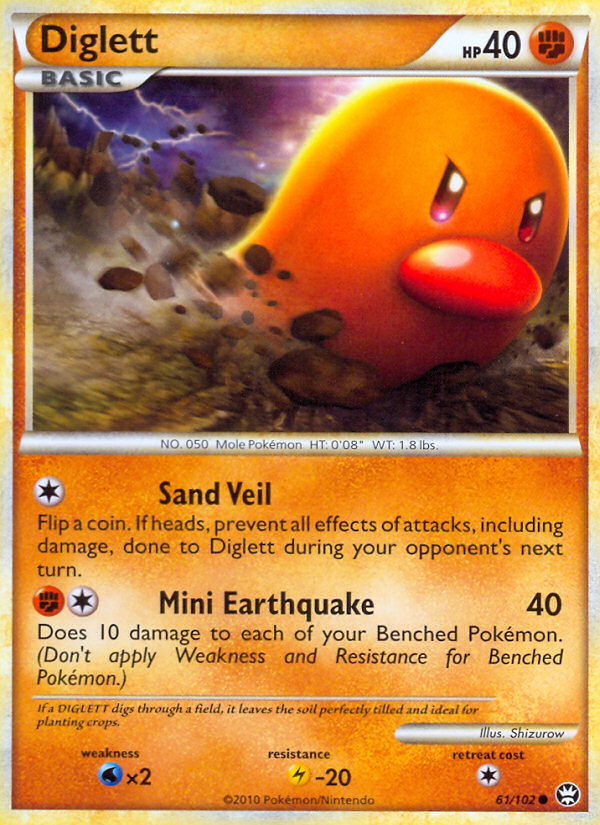 Diglett
HP 40
BASIC
NO. 050 Mole Pokémon HT: 0'08" WT: 1.8 lbs.
Sand Veil
Flip a coin. If heads, prevent all effects of attacks, including
damage, done to Diglett during your opponent's next
turn.
Mini Earthquake 40
Does 10 damage to each of your Benched Pokémon.
(Don't apply Weakness and Resistance for Benched
Pokémon.)
If a DIGLETT digs through a field, it leaves the soil perfectly tilled and ideal for
planting crops.
Illus. Shizurow
weakness resistance retreat cost
×2 -20
©2010 Pokémon/Nintendo 61/102